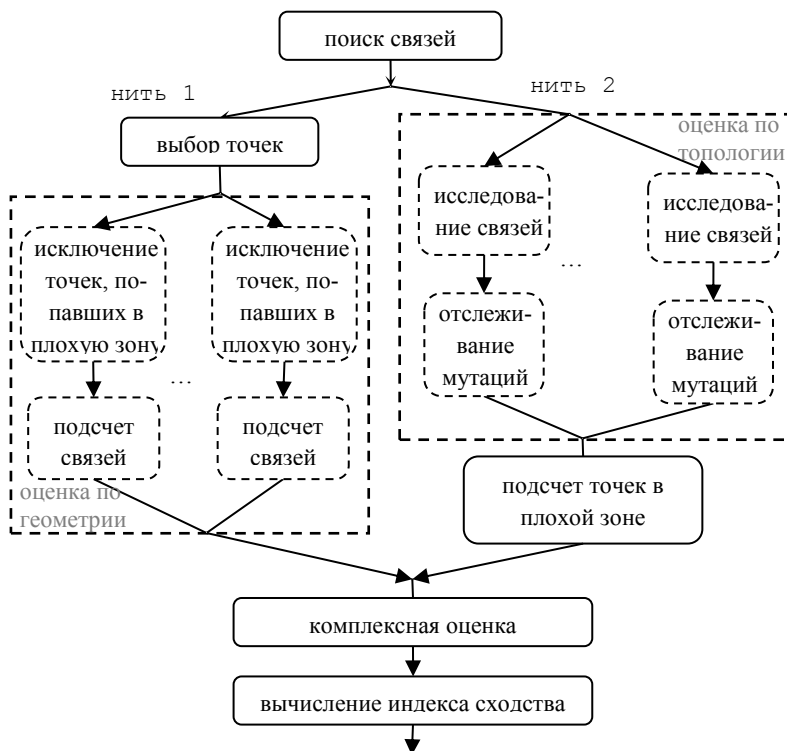 поиск связей
нить 1
нить 2
выбор точек
оценка по
топологии
исследова-
ние связей
исследова-
ние связей
...
отслежи-
вание
мутаций
отслежи-
вание
мутаций
исключение
точек, по-
павших в
плохую зону
исключение
точек, по-
павших в
плохую зону
...
подсчет
связей
подсчет
связей
оценка по
геометрии
подсчет точек в
плохой зоне
комплексная оценка
вычисление индекса сходства